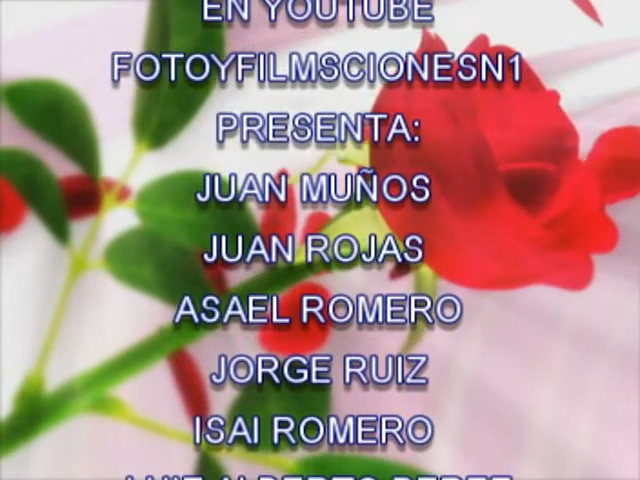 EN YOUTUBE
FOTOYFILMSCIONESN1
PRESENTA:
JUAN MUÑOS
JUAN ROJAS
ASAEL ROMERO
JORGE RUIZ
ISAI ROMERO